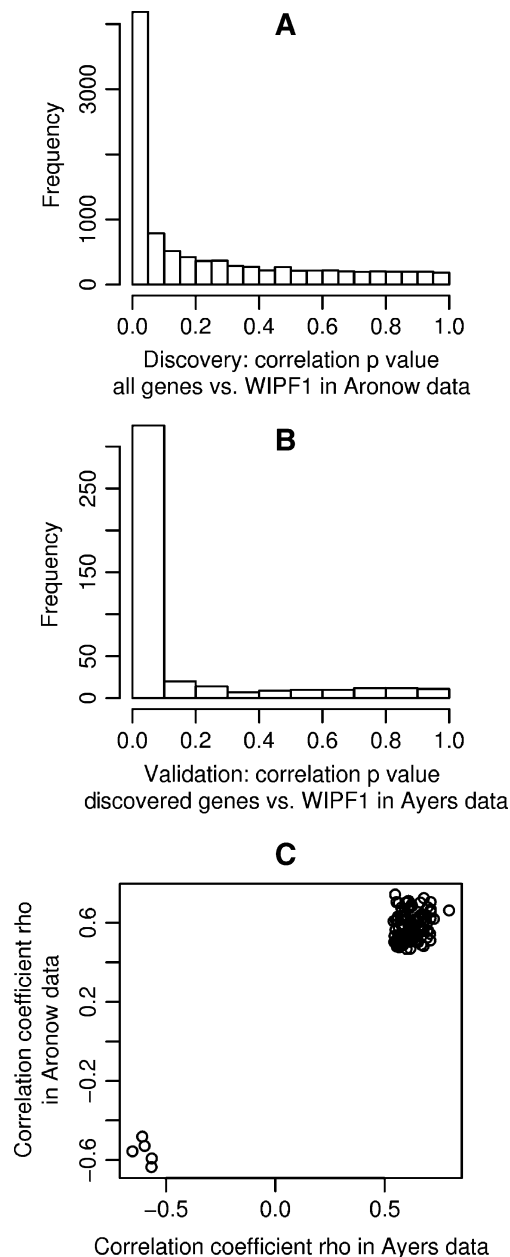 A
Frequency
3000
1000
0
0.0 0.2 0.4 0.6 0.8 1.0
Discovery: correlation p value
all genes vs. WIPF1 in Aronow data
B
Frequency
250
150
50
0
0.0 0.2 0.4 0.6 0.8 1.0
Validation: correlation p value
discovered genes vs. WIPF1 in Ayers data
C
Correlation coefficient rho
in Aronow data
0.6
0.2
−0.2
−0.6
−0.5 0.0 0.5
Correlation coefficient rho in Ayers data